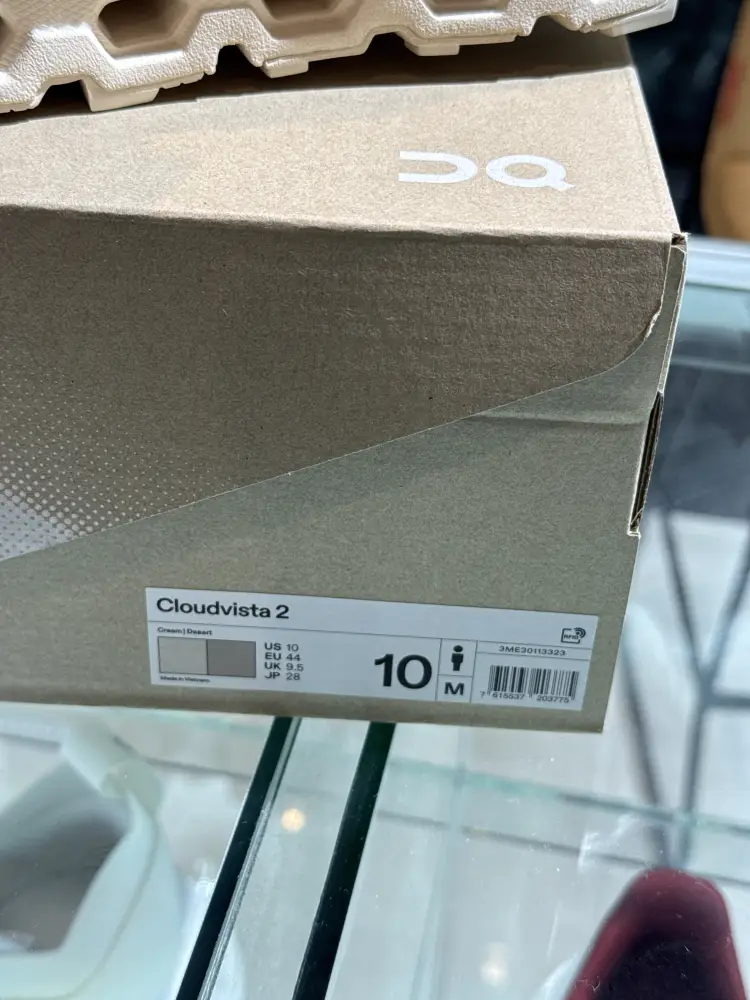 Cloudvista 2
Cream | Desert
US 10
EU 44
UK 9.5
JP 28
Made in Vietnam
10
M
RFID
3ME30113323
7 615537 203775